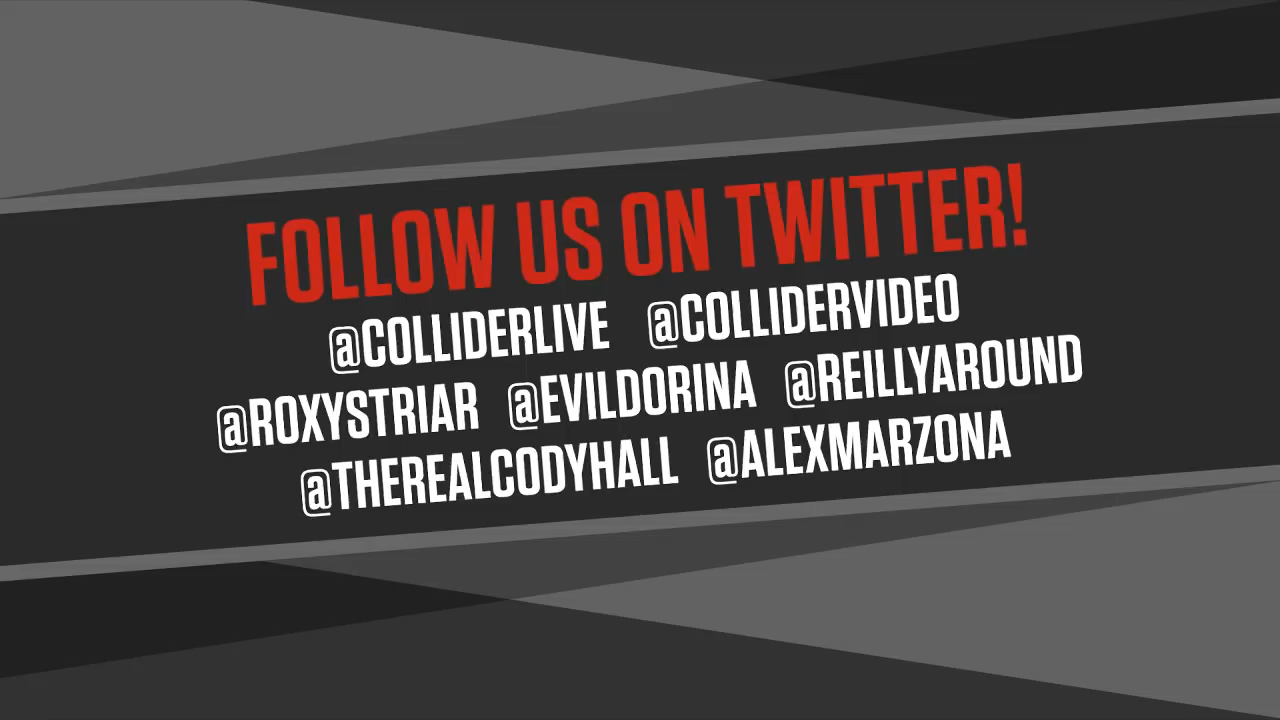 FOLLOW US ON TWITTER!
@COLLIDERLIVE @COLLIDERVIDEO
@ROXYSTRIAR @EVILDORINA @REILLYAROUND
@THEREALCODYHALL @ALEXMARZONA